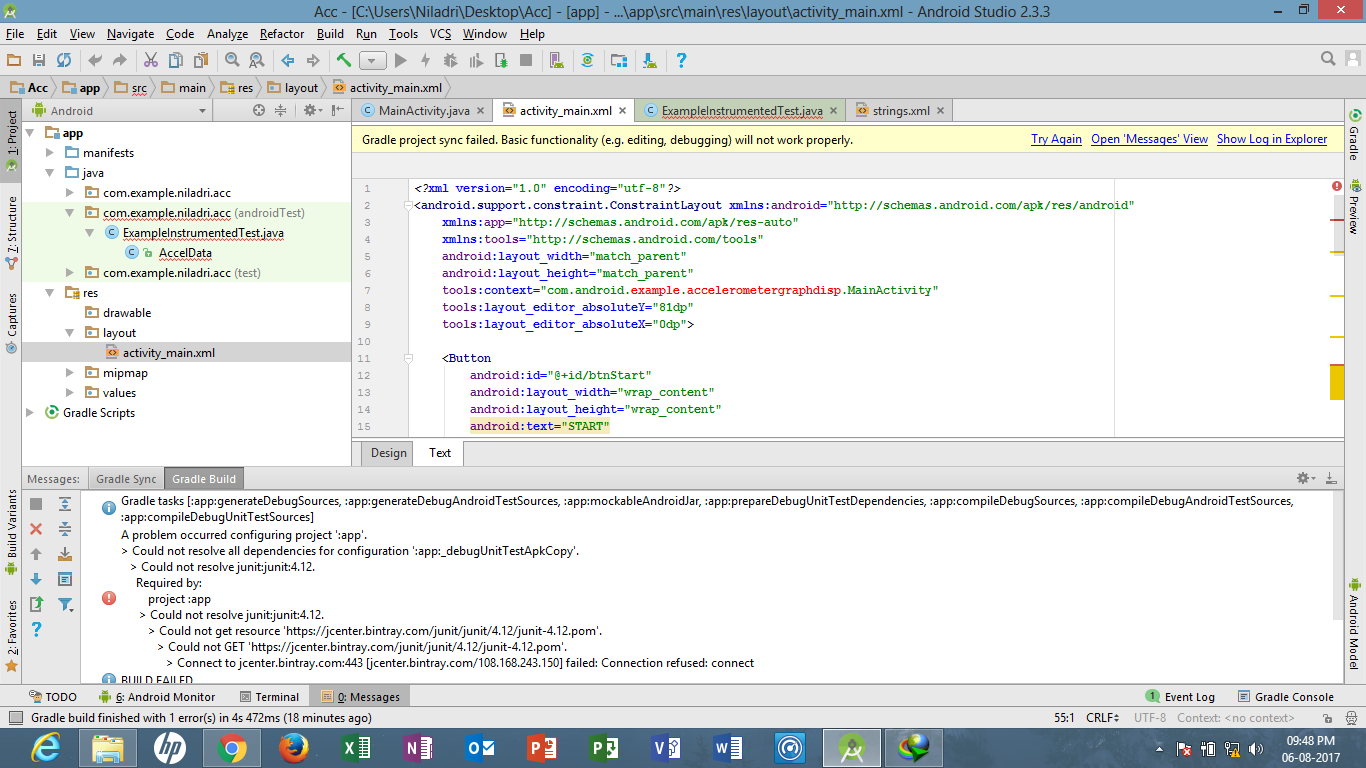 Acc - [C:\Users\Niladri\Desktop\Acc] - [app] - ...\app\src\main\res\layout\activity_main.xml - Android Studio 2.3.3
File Edit View Navigate Code Analyze Refactor Build Run Tools VCS Window Help
Acc app src main res layout activity_main.xml
Android
MainActivity.java activity_main.xml ExampleInstrumentedTest.java strings.xml
1: Project
7: Structure
Captures
Build Variants
2: Favorites
app
manifests
java
com.example.niladri.acc
com.example.niladri.acc (androidTest)
ExampleInstrumentedTest.java
AccelData
com.example.niladri.acc (test)
res
drawable
layout
activity_main.xml
mipmap
values
Gradle Scripts
Gradle project sync failed. Basic functionality (e.g. editing, debugging) will not work properly. Try Again Open 'Messages' View Show Log in Explorer
1 <?xml version="1.0" encoding="utf-8"?>
2 <android.support.constraint.ConstraintLayout xmlns:android="http://schemas.android.com/apk/res/android"
3 xmlns:app="http://schemas.android.com/apk/res-auto"
4 xmlns:tools="http://schemas.android.com/tools"
5 android:layout_width="match_parent"
6 android:layout_height="match_parent"
7 tools:context="com.android.example.accelerometergraphdisp.MainActivity"
8 tools:layout_editor_absoluteY="81dp"
9 tools:layout_editor_absoluteX="0dp">
10
11 <Button
12 android:id="@+id/btnStart"
13 android:layout_width="wrap_content"
14 android:layout_height="wrap_content"
15 android:text="START"
Design Text
Gradle
Preview
Android Model
Messages: Gradle Sync Gradle Build
Gradle tasks [:app:generateDebugSources, :app:generateDebugAndroidTestSources, :app:mockableAndroidJar, :app:prepareDebugUnitTestDependencies, :app:compileDebugSources, :app:compileDebugAndroidTestSources,
:app:compileDebugUnitTestSources]
A problem occurred configuring project ':app'.
> Could not resolve all dependencies for configuration ':app:_debugUnitTestApkCopy'.
> Could not resolve junit:junit:4.12.
Required by:
project :app
> Could not resolve junit:junit:4.12.
> Could not get resource 'https://jcenter.bintray.com/junit/junit/4.12/junit-4.12.pom'.
> Could not GET 'https://jcenter.bintray.com/junit/junit/4.12/junit-4.12.pom'.
> Connect to jcenter.bintray.com:443 [jcenter.bintray.com/108.168.243.150] failed: Connection refused: connect
BUILD FAILED
TODO 6: Android Monitor Terminal 0: Messages 1 Event Log Gradle Console
Gradle build finished with 1 error(s) in 4s 472ms (18 minutes ago) 55:1 CRLF UTF-8 Context: <no context>
09:48 PM
06-08-2017